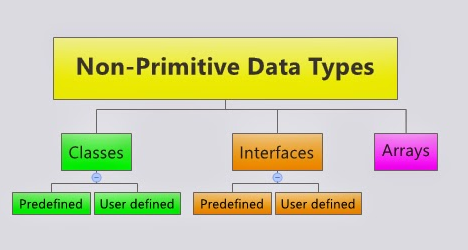 Non-Primitive Data Types
Classes
Interfaces
Arrays
Predefined
User defined
Predefined
User defined